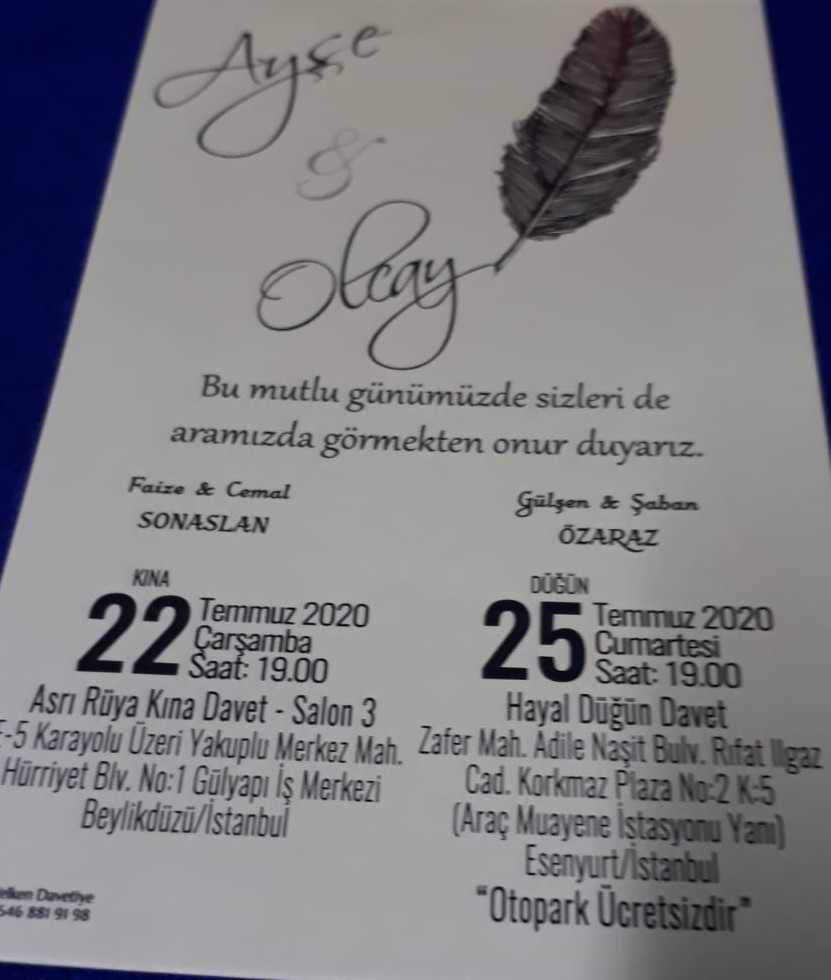 Ayşe
&
Olcay
Bu mutlu günümüzde sizleri de
aramızda görmekten onur duyarız.
Faize & Cemal
SONASLAN
Gülşen & Şaban
ÖZARAZ
KINA
22 Temmuz 2020
Çarşamba
Saat: 19.00
Asrı Rüya Kına Davet - Salon 3
E-5 Karayolu Üzeri Yakuplu Merkez Mah.
Hürriyet Blv. No:1 Gülyapı İş Merkezi
Beylikdüzü/İstanbul
DÜĞÜN
25 Temmuz 2020
Cumartesi
Saat: 19.00
Hayal Düğün Davet
Zafer Mah. Adile Naşit Bulv. Rıfat Ilgaz
Cad. Korkmaz Plaza No:2 K:5
(Araç Muayene İstasyonu Yanı)
Esenyurt/İstanbul
“Otopark Ücretsizdir”
Davetiye
546 881 91 98